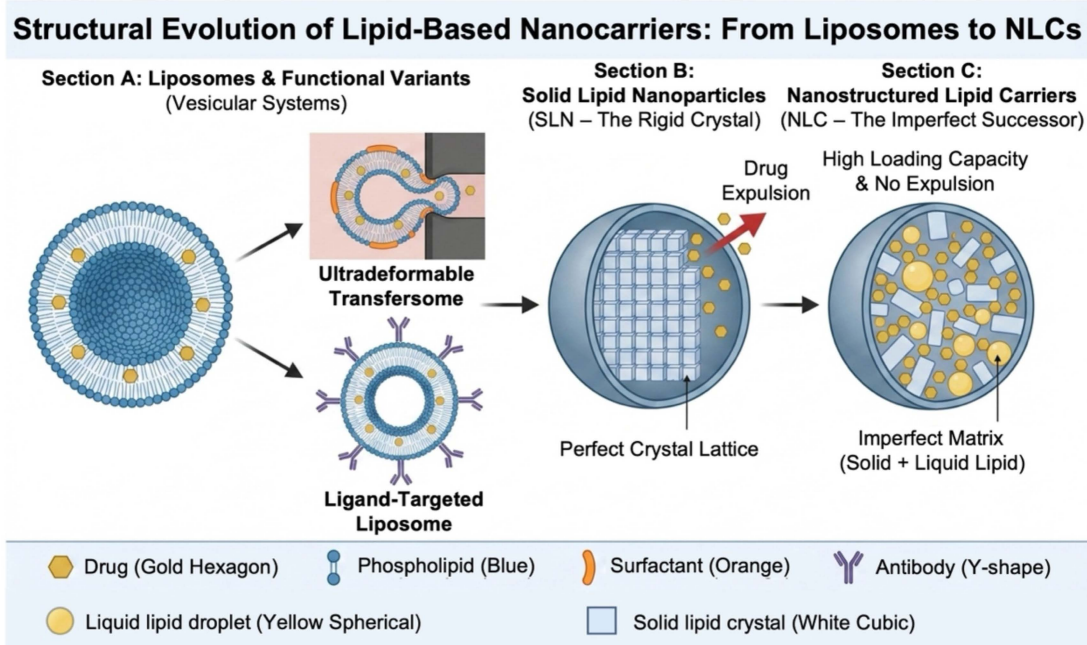 Structural Evolution of Lipid-Based Nanocarriers: From Liposomes to NLCs
Section A: Liposomes & Functional Variants
(Vesicular Systems)
Ultradeformable
Transfersome
Ligand-Targeted
Liposome
Section B:
Solid Lipid Nanoparticles
(SLN – The Rigid Crystal)
Drug
Expulsion
Perfect Crystal Lattice
Section C:
Nanostructured Lipid Carriers
(NLC – The Imperfect Successor)
High Loading Capacity
& No Expulsion
Imperfect Matrix
(Solid + Liquid Lipid)
Drug (Gold Hexagon)
Phospholipid (Blue)
Surfactant (Orange)
Antibody (Y-shape)
Liquid lipid droplet (Yellow Spherical)
Solid lipid crystal (White Cubic)